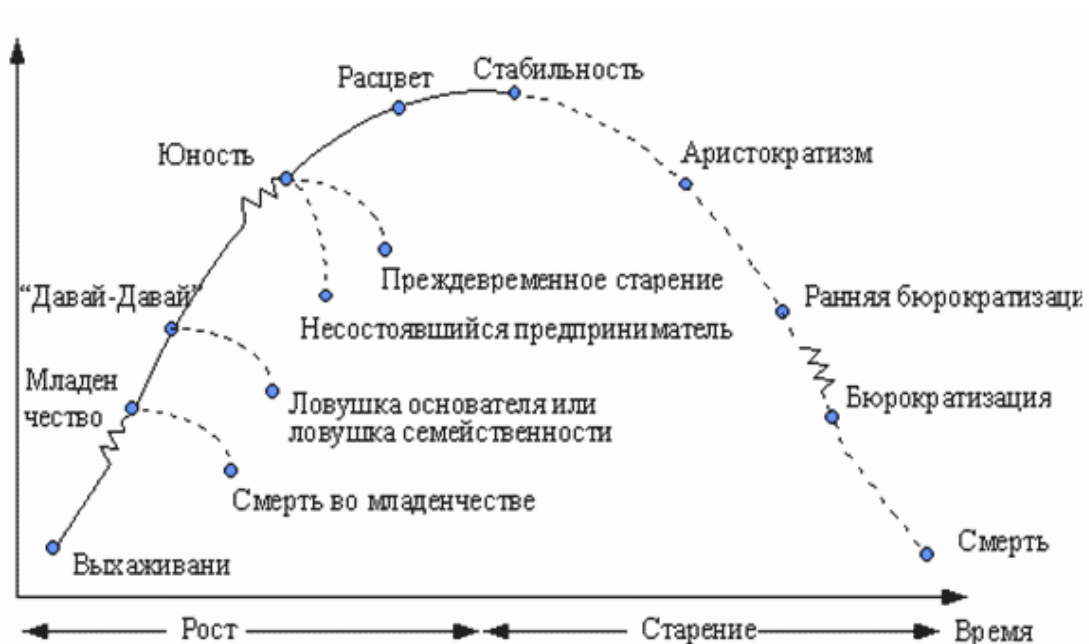 Стабильность
Расцвет
Юность
Аристократизм
Преждевременное старение
“Давай-Давай”
Ранняя бюрократизаци
Несостоявшийся предприниматель
Младен
чество
Ловушка основателя или
ловушка семейственности
Бюрократизация
Смерть во младенчестве
Смерть
Выхаживани
Рост
Старение
Время